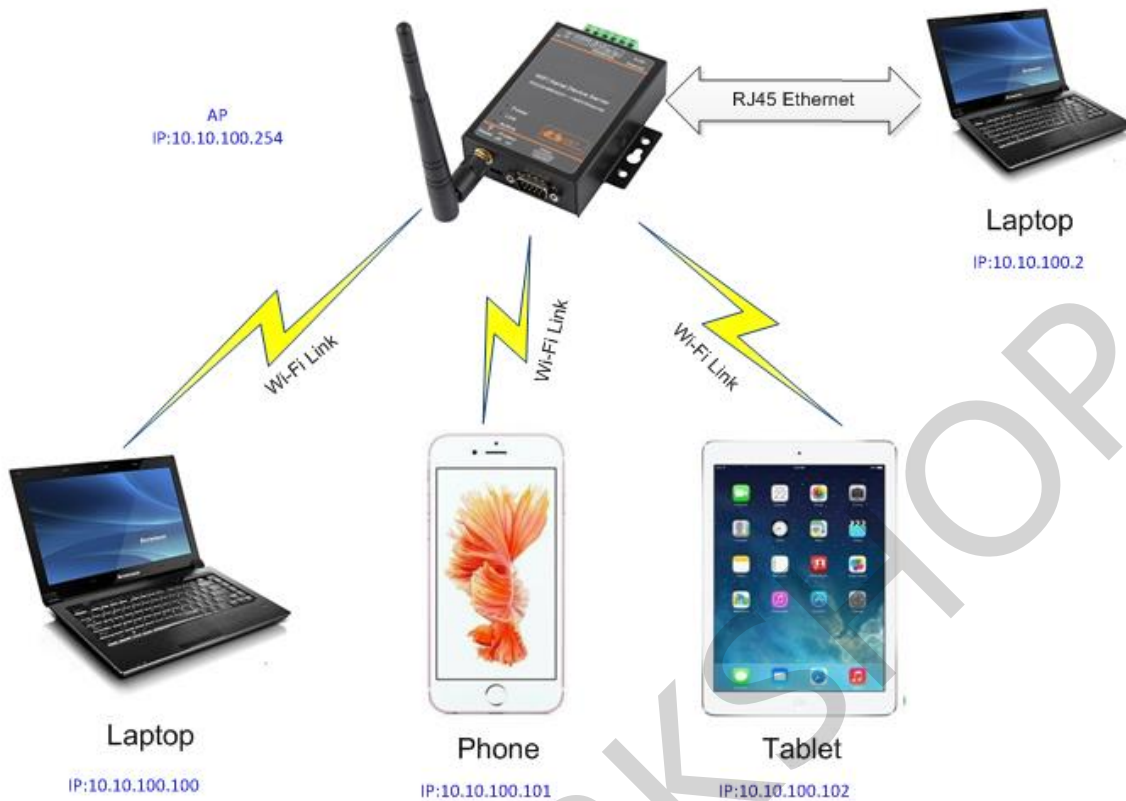 AP
IP:10.10.100.254
RJ45 Ethernet
Laptop
IP:10.10.100.2
Wi-Fi Link
Wi-Fi Link
Wi-Fi Link
Laptop
IP:10.10.100.100
Phone
IP:10.10.100.101
Tablet
IP:10.10.100.102
KSHOP